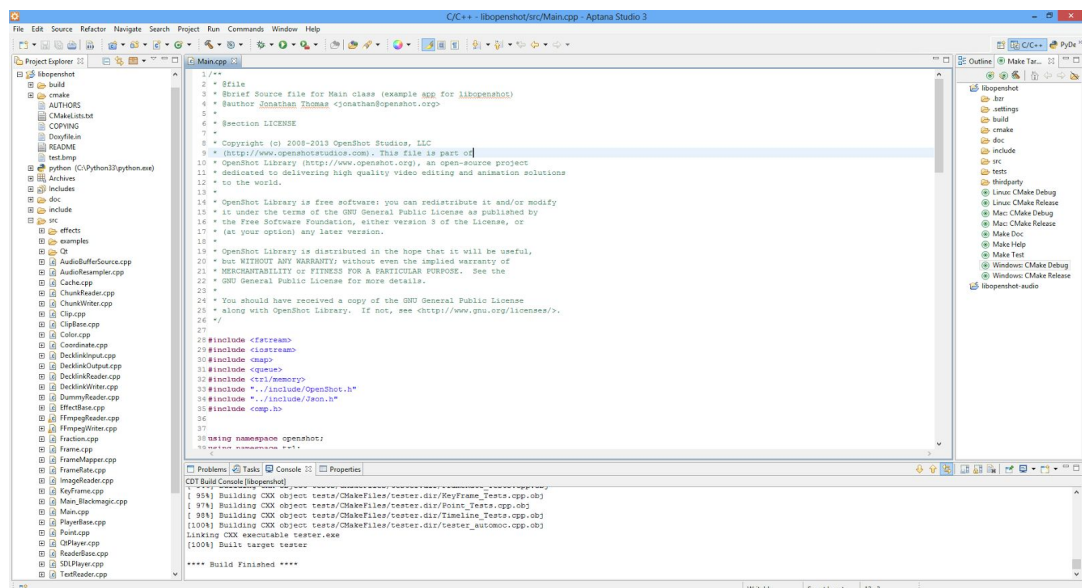 C/C++ - libopenshot/src/Main.cpp - Aptana Studio 3
File Edit Source Refactor Navigate Search Project Run Commands Window Help
C/C++ PyDe
Project Explorer
libopenshot
build
cmake
AUTHORS
CMakeLists.txt
COPYING
Doxyfile.in
README
test.bmp
python (C:\Python33\python.exe)
Archives
Includes
doc
include
src
effects
examples
Qt
AudioBufferSource.cpp
AudioResampler.cpp
Cache.cpp
ChunkReader.cpp
ChunkWriter.cpp
Clip.cpp
ClipBase.cpp
Color.cpp
Coordinate.cpp
DecklinkInput.cpp
DecklinkOutput.cpp
DecklinkReader.cpp
DecklinkWriter.cpp
DummyReader.cpp
EffectBase.cpp
FFmpegReader.cpp
FFmpegWriter.cpp
Fraction.cpp
Frame.cpp
FrameMapper.cpp
FrameRate.cpp
ImageReader.cpp
KeyFrame.cpp
Main_Blackmagic.cpp
Main.cpp
PlayerBase.cpp
Point.cpp
QtPlayer.cpp
ReaderBase.cpp
SDLPlayer.cpp
TextReader.cpp
Main.cpp
1 /**
2 * @file
3 * @brief Source file for Main class (example app for libopenshot)
4 * @author Jonathan Thomas <jonathan@openshot.org>
5 *
6 * @section LICENSE
7 *
8 * Copyright (c) 2008-2013 OpenShot Studios, LLC
9 * (http://www.openshotstudios.com). This file is part of
10 * OpenShot Library (http://www.openshot.org), an open-source project
11 * dedicated to delivering high quality video editing and animation solutions
12 * to the world.
13 *
14 * OpenShot Library is free software: you can redistribute it and/or modify
15 * it under the terms of the GNU General Public License as published by
16 * the Free Software Foundation, either version 3 of the License, or
17 * (at your option) any later version.
18 *
19 * OpenShot Library is distributed in the hope that it will be useful,
20 * but WITHOUT ANY WARRANTY; without even the implied warranty of
21 * MERCHANTABILITY or FITNESS FOR A PARTICULAR PURPOSE. See the
22 * GNU General Public License for more details.
23 *
24 * You should have received a copy of the GNU General Public License
25 * along with OpenShot Library. If not, see <http://www.gnu.org/licenses/>.
26 */
27
28 #include <fstream>
29 #include <iostream>
30 #include <map>
31 #include <queue>
32 #include <tr1/memory>
33 #include "../include/OpenShot.h"
34 #include "../include/Json.h"
35 #include <omp.h>
36
37
38 using namespace openshot;
39 using namespace tr1;
Problems Tasks Console Properties
CDT Build Console [libopenshot]
[ 95%] Building CXX object tests/CMakeFiles/tester.dir/KeyFrame_Tests.cpp.obj
[ 97%] Building CXX object tests/CMakeFiles/tester.dir/Point_Tests.cpp.obj
[ 98%] Building CXX object tests/CMakeFiles/tester.dir/Timeline_Tests.cpp.obj
[100%] Building CXX object tests/CMakeFiles/tester.dir/tester_automoc.cpp.obj
Linking CXX executable tester.exe
[100%] Built target tester
**** Build Finished ****
Outline Make Tar...
libopenshot
.bzr
.settings
build
cmake
doc
include
src
tests
thirdparty
Linux: CMake Debug
Linux: CMake Release
Mac: CMake Debug
Mac: CMake Release
Make Doc
Make Help
Make Test
Windows: CMake Debug
Windows: CMake Release
libopenshot-audio